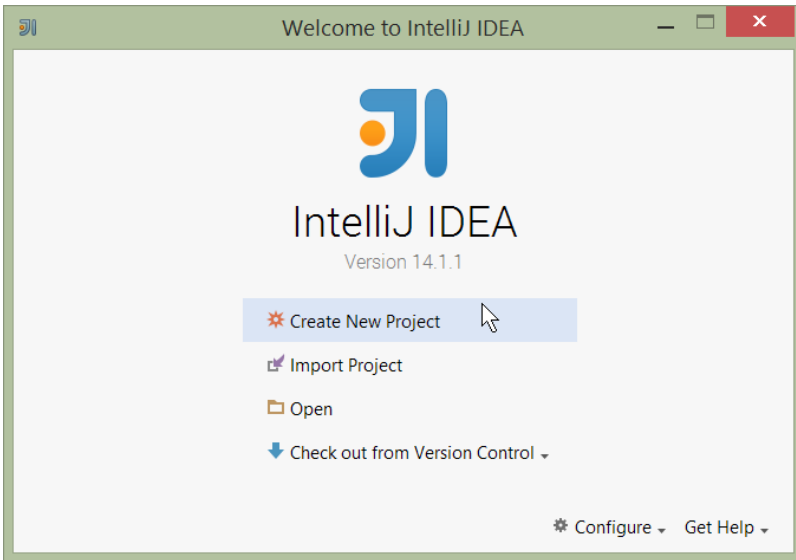 Welcome to IntelliJ IDEA
IntelliJ IDEA
Version 14.1.1
Create New Project
Import Project
Open
Check out from Version Control
Configure Get Help